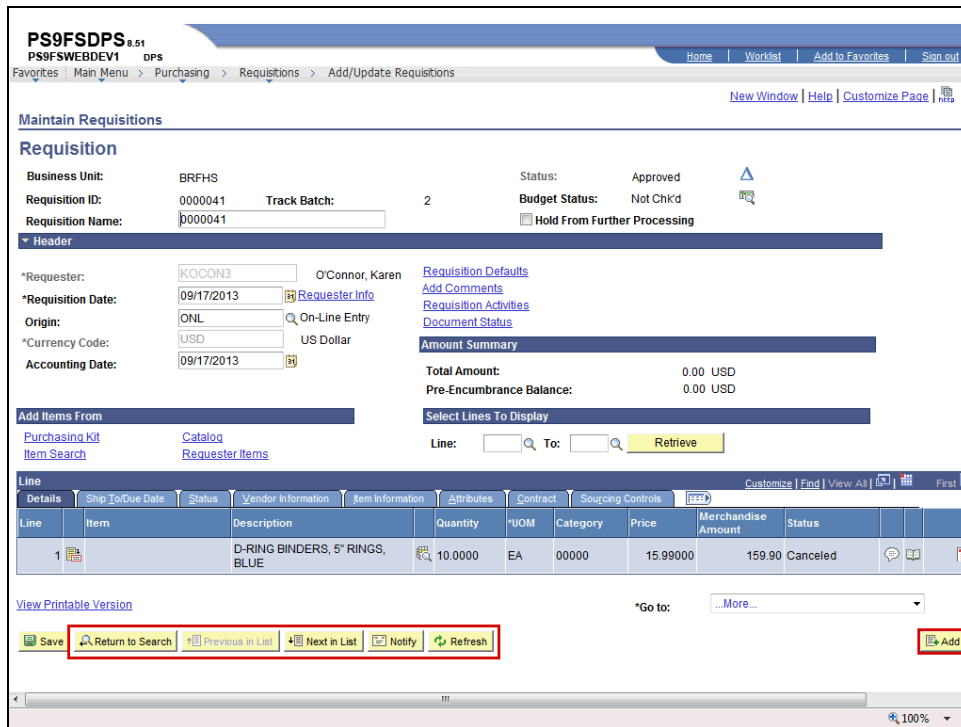 PS9FSDPS 8.51
PS9FSWEBDEV1 DPS
Home | Worklist | Add to Favorites | Sign out
Favorites | Main Menu > Purchasing > Requisitions > Add/Update Requisitions
New Window | Help | Customize Page | http
Maintain Requisitions
Requisition
Business Unit: BRFHS Status: Approved
Requisition ID: 0000041 Track Batch: 2 Budget Status: Not Chk'd
Requisition Name: 0000041 Hold From Further Processing
Header
*Requester: KOCON3 O'Connor, Karen Requisition Defaults
Add Comments
*Requisition Date: 09/17/2013 31 Requester Info Requisition Activities
Origin: ONL On-Line Entry Document Status
*Currency Code: USD US Dollar Amount Summary
Accounting Date: 09/17/2013 31
Total Amount: 0.00 USD
Pre-Encumbrance Balance: 0.00 USD
Add Items From Select Lines To Display
Purchasing Kit Catalog Line: To: Retrieve
Item Search Requester Items
Line Customize | Find | View All | First
Details Ship To/Due Date Status Vendor Information Item Information Attributes Contract Sourcing Controls
Line Item Description Quantity *UOM Category Price Merchandise Amount Status
1 D-RING BINDERS, 5" RINGS, BLUE 10.0000 EA 00000 15.99000 159.90 Canceled
View Printable Version *Go to: ...More...
Save Return to Search Previous in List Next in List Notify Refresh Add
100%